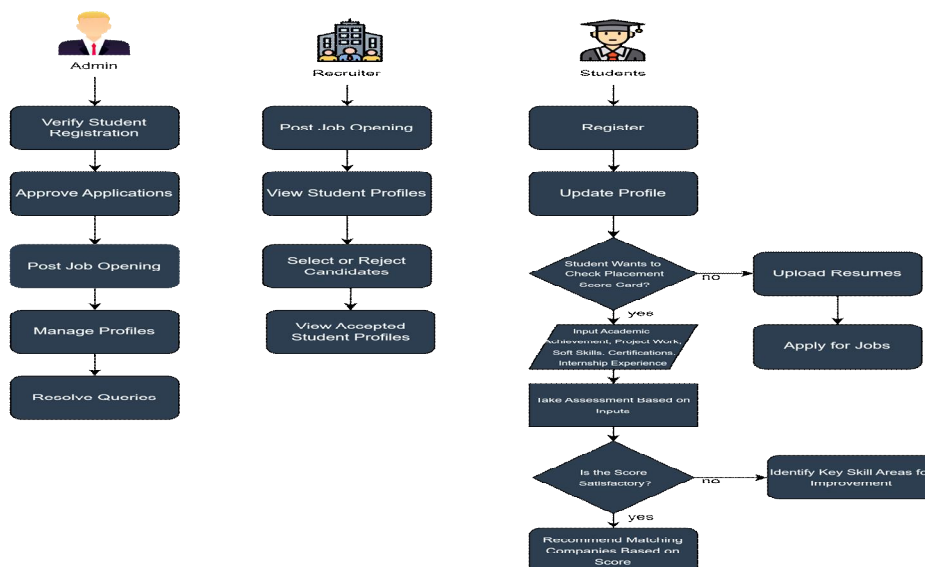 Admin
Verify Student
Registration
Approve Applications
Post Job Opening
Manage Profiles
Resolve Queries
Recruiter
Post Job Opening
View Student Profiles
Select or Reject
Candidates
View Accepted
Student Profiles
Students
Register
Update Profile
Student Wants to
Check Placement
Score Card?
no
Upload Resumes
Apply for Jobs
yes
Input Academic
Achievement, Project Work,
Soft Skills, Certifications,
Internship Experience
Take Assessment Based on
Inputs
Is the Score
Satisfactory?
no
Identify Key Skill Areas for
Improvement
yes
Recommend Matching
Companies Based on
Score